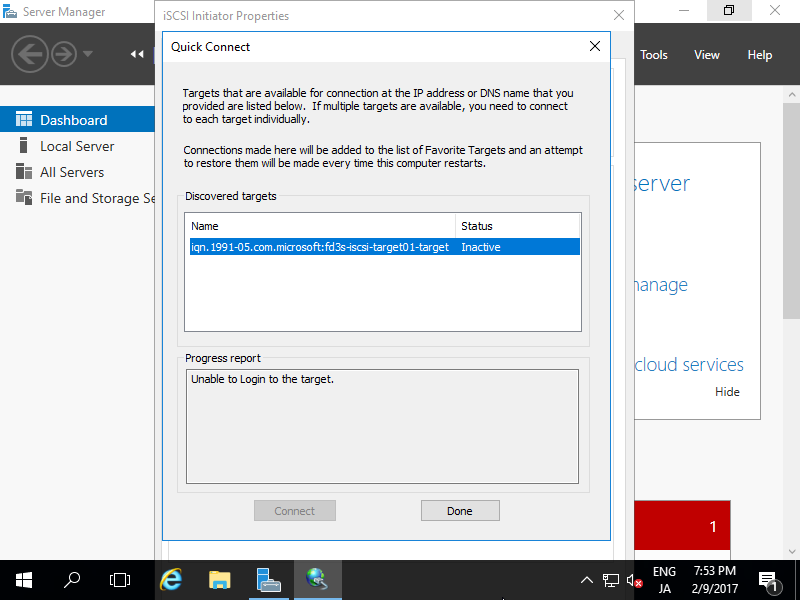 Server Manager
iSCSI Initiator Properties
Quick Connect
Tools View Help
Targets that are available for connection at the IP address or DNS name that you
provided are listed below. If multiple targets are available, you need to connect
to each target individually.
Connections made here will be added to the list of Favorite Targets and an attempt
to restore them will be made every time this computer restarts.
Dashboard
Local Server
All Servers
File and Storage Se
Discovered targets
Name Status
iqn.1991-05.com.microsoft:fd3s-iscsi-target01-target Inactive
Progress report
Unable to Login to the target.
Connect Done
server
manage
cloud services
Hide
1
ENG
JA
7:53 PM
2/9/2017
1